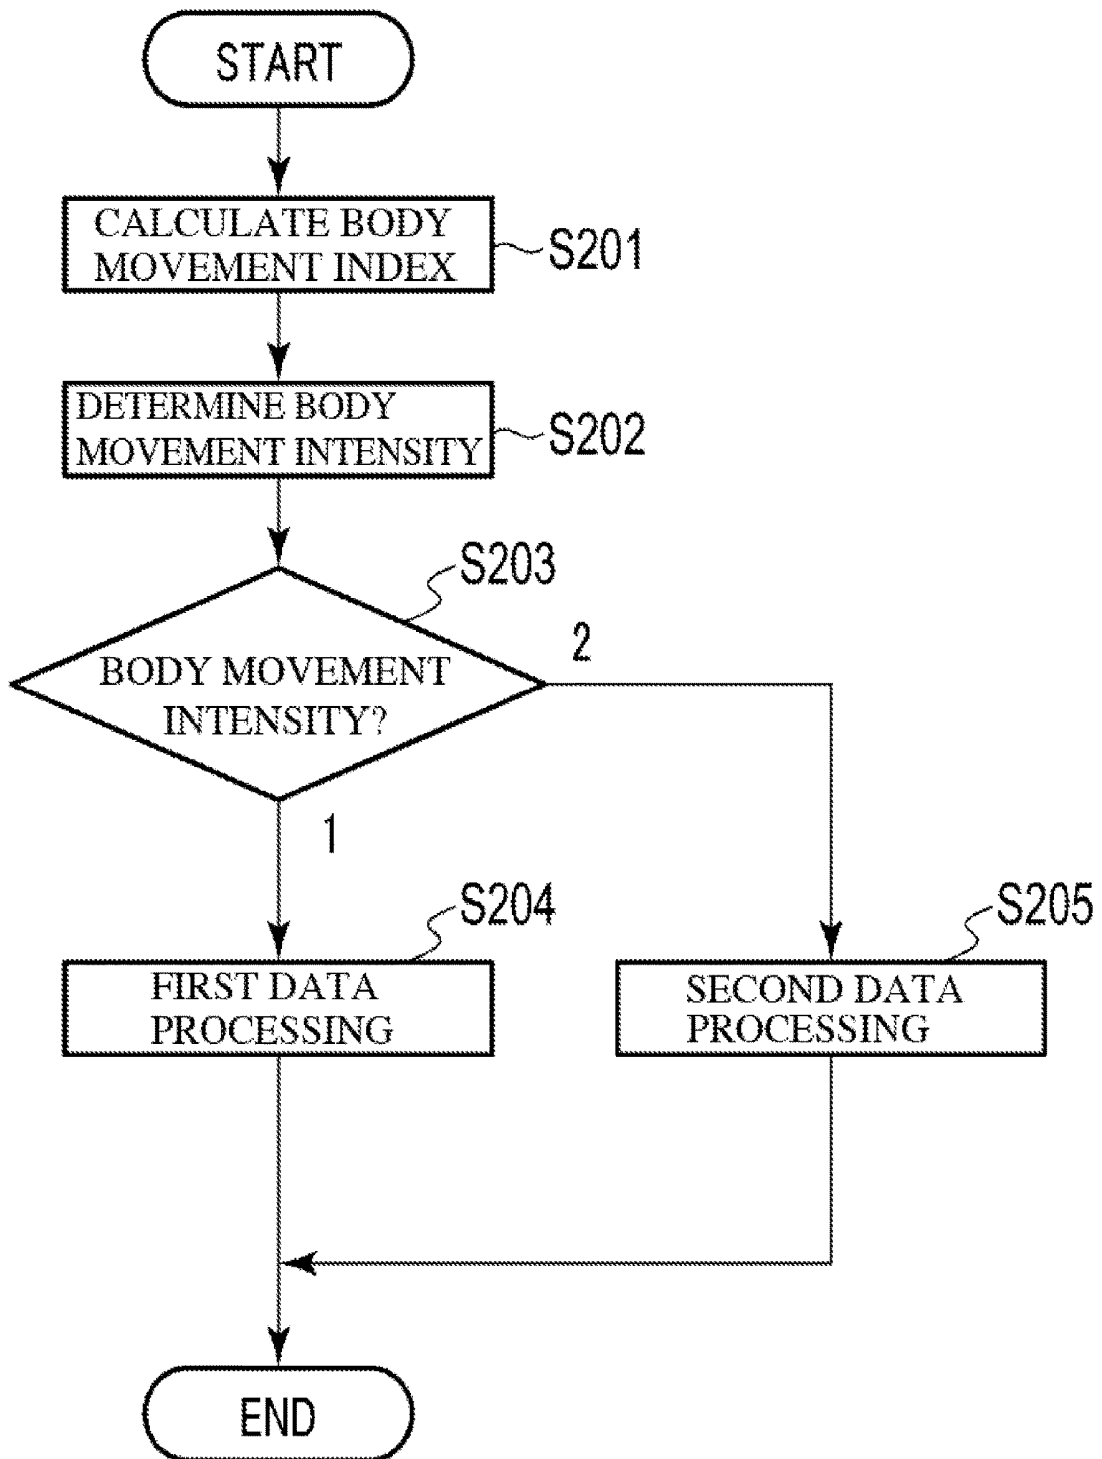 START
CALCULATE BODY
MOVEMENT INDEX
S201
DETERMINE BODY
MOVEMENT INTENSITY
S202
S203
BODY MOVEMENT
INTENSITY?
2
1
S204
FIRST DATA
PROCESSING
S205
SECOND DATA
PROCESSING
END